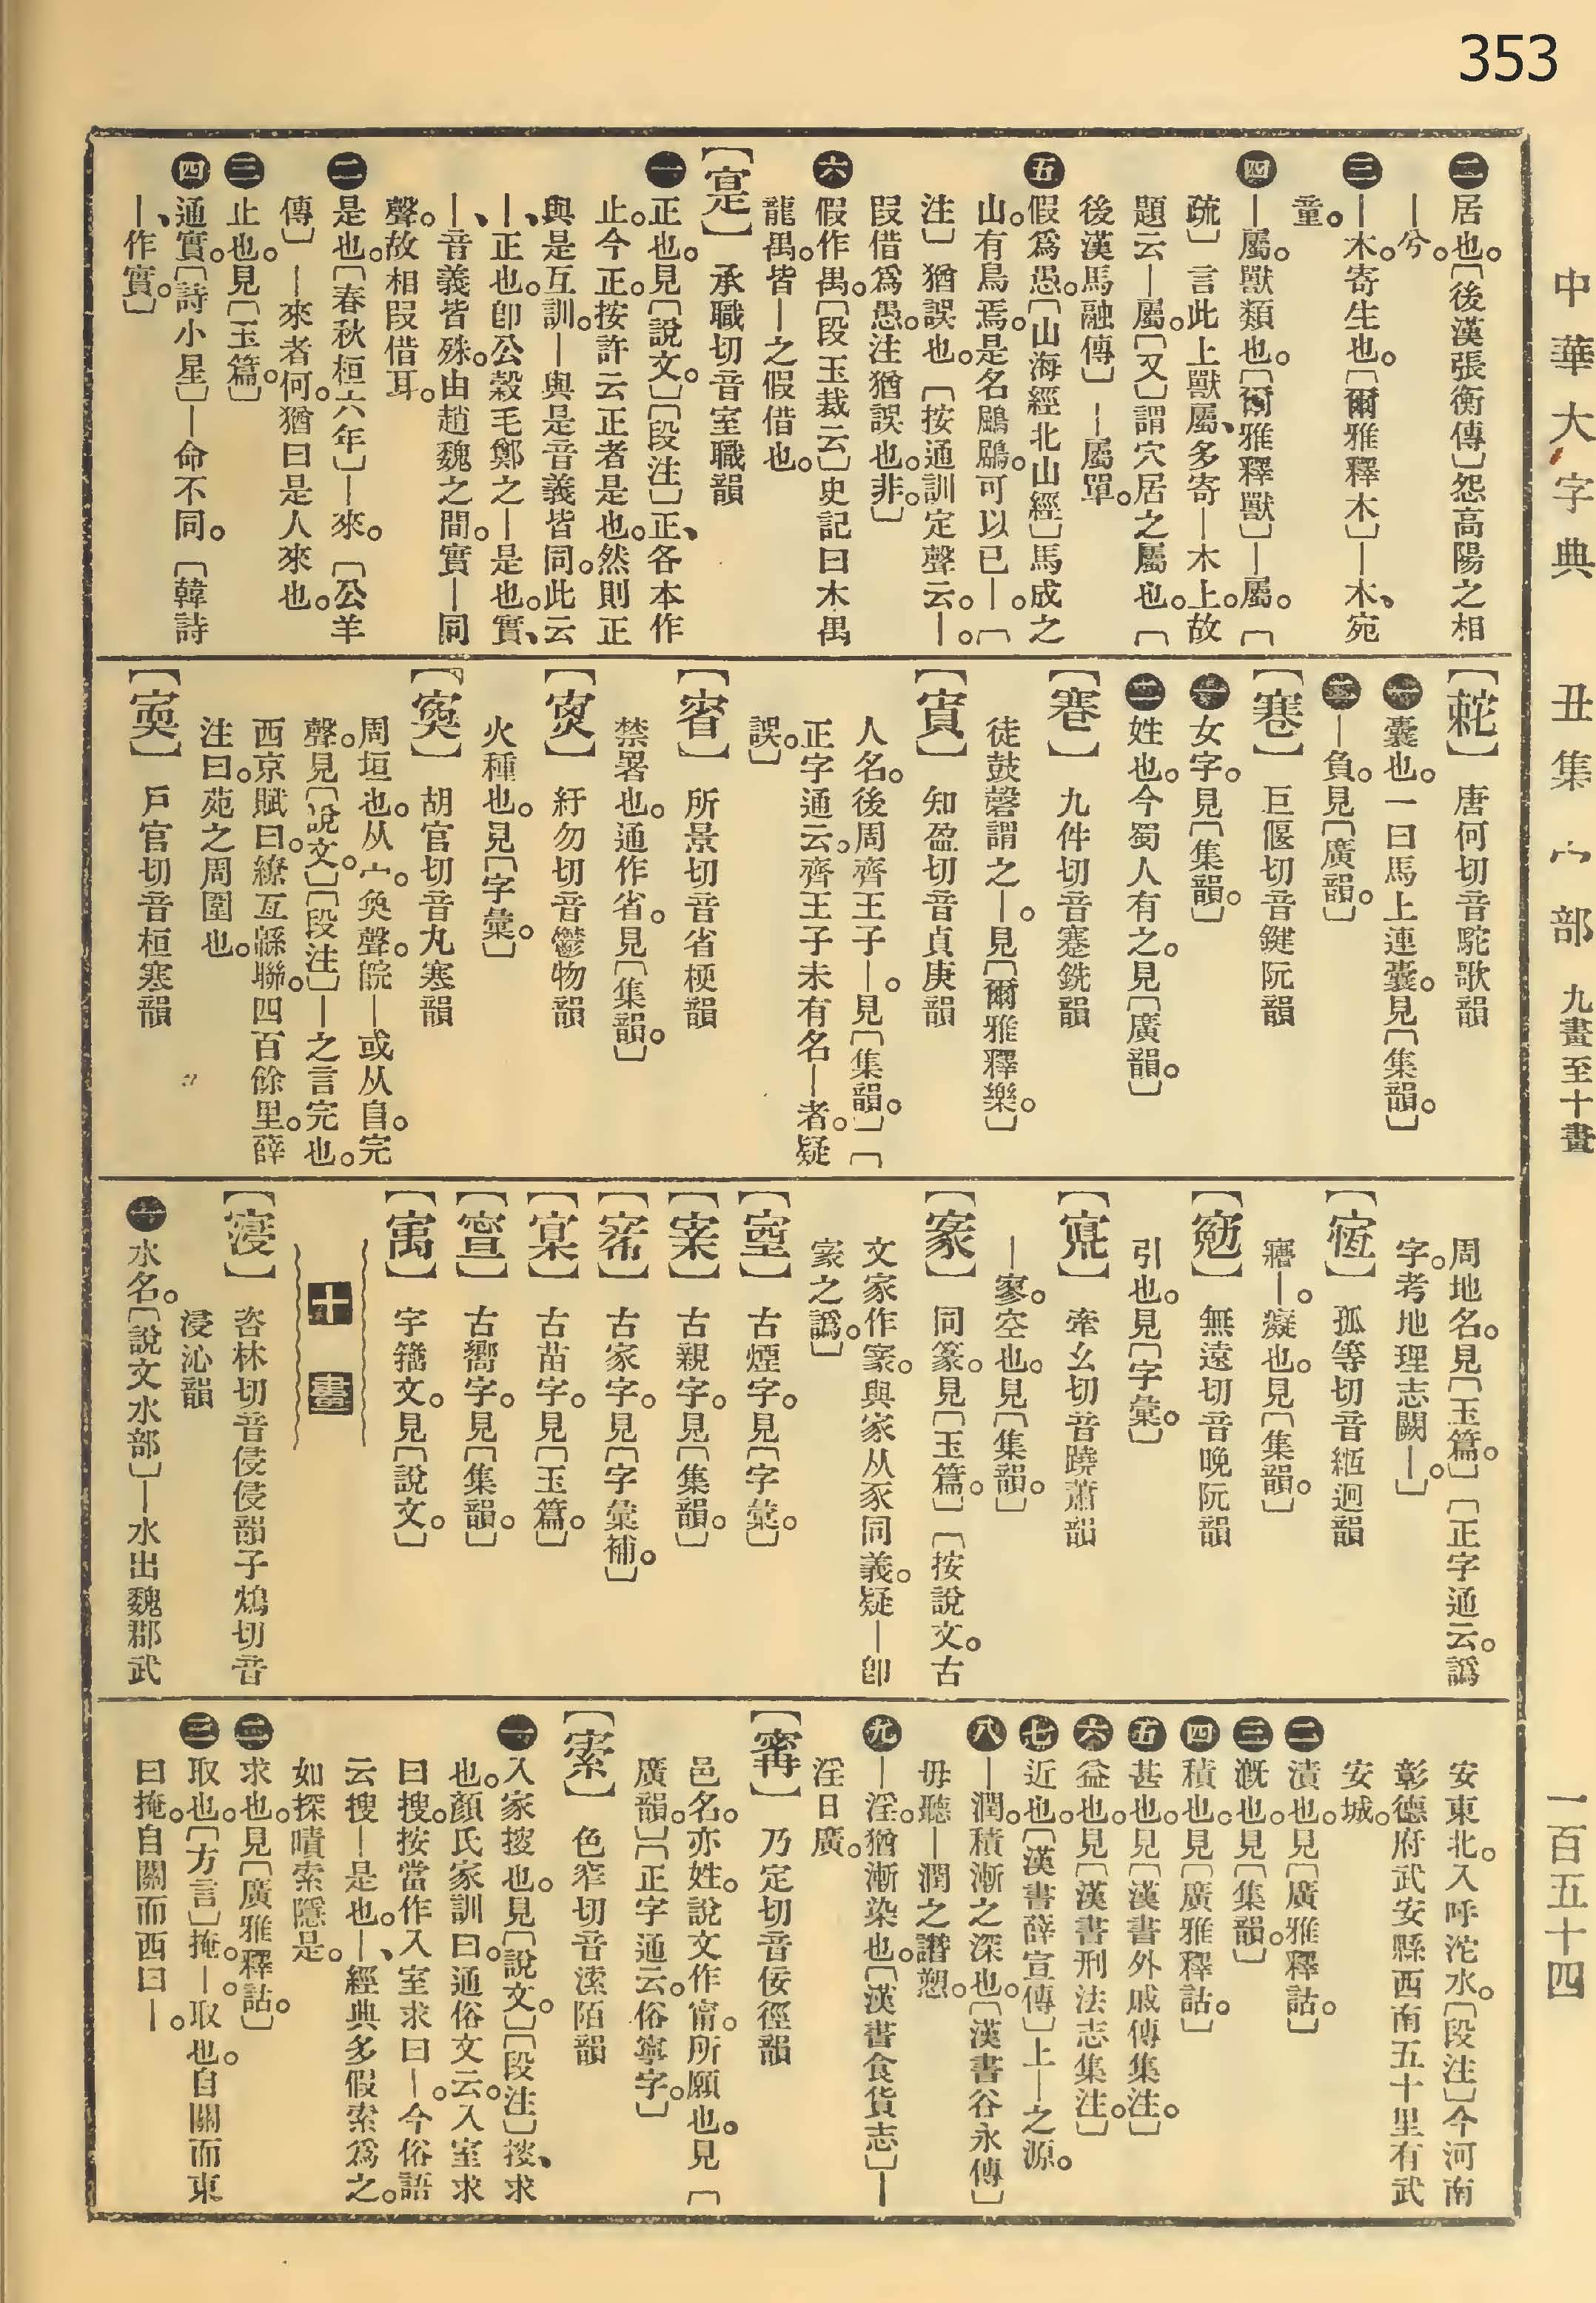 353
中華大字典　丑集　宀部　九畫至十畫　一百五十四
㊁居也。〔後漢張衡傳〕怨高陽之相
｜兮。
㊂｜木。寄生也。〔爾雅釋木〕｜木、宛
童。
㊃｜屬。獸類也。〔爾雅釋獸〕｜屬。〔
疏〕言此上獸屬、多寄｜木上。故
題云｜屬。〔又〕謂穴居之屬也。〔
後漢馬融傳〕｜屬單。
㊄假爲愚。〔山海經北山經〕馬成之
山。有鳥焉。是名鶌鶋。可以已｜。〔
注〕猶誤也。〔按通訓定聲云。｜。
叚借爲愚。注猶誤也。非。〕
㊅假作禺。〔段玉裁云〕史記曰木禺
龍禺。皆｜之假借也。
【寔】承職切音室職韻
㊀正也。見〔說文。〕〔段注〕正、各本作
止。今正。按許云正者是也。然則正
與是互訓。｜與是音義皆同。此云
｜、正也。卽公穀毛鄭之｜是也。實、
｜、音義皆殊。由趙魏之間。實｜同
聲。故相叚借耳。
㊁是也。〔春秋桓六年〕｜來。〔公羊
傳〕｜來者何。猶曰是人來也。
㊂止也。見〔玉篇。〕
㊃通實。〔詩小星〕｜命不同。〔韓詩
｜、作實。〕
唐何切音駝歌韻
㊀囊也。一曰馬上連囊。見〔集韻。〕
㊁｜負。見〔廣韻。〕
巨偃切音鍵阮韻
㊀女字。見〔集韻。〕
㊁姓也。今蜀人有之。見〔廣韻。〕
九件切音蹇銑韻
徒鼓磬謂之｜。見〔爾雅釋樂。〕
【寊】知盈切音貞庚韻
人名。後周齊王子｜。見〔集韻。〕〔
正字通云。齊王子未有名｜者。疑
誤。〕
【㝮】所景切音省梗韻
禁署也。通作省。見〔集韻。〕
紆勿切音鬱物韻
火種也。見〔字彙。〕
【寏】胡官切音丸寒韻
周垣也。从宀。奐聲。院｜或从𨸏。完
聲。見〔說文。〕〔段注〕｜之言完也。
西京賦曰。繚亙緜聯。四百餘里。薛
注曰。苑之周圍也。
戶官切音桓寒韻
周地名。見〔玉篇。〕〔正字通云。譌
字。考地理志闕｜。〕
孤等切音縆迥韻
𤺊｜。癡也。見〔集韻。〕
無遠切音晚阮韻
引也。見〔字彙。〕
牽幺切音蹺蕭韻
｜寥。空也。見〔集韻。〕
同篆。見〔玉篇。〕〔按說文。古
文家作㒸。與家从豕同義。疑｜卽
家之譌。〕
古煙字。見〔字彙。〕
古親字。見〔集韻。〕
古家字。見〔字彙補。〕
古苗字。見〔玉篇。〕
古嚮字。見〔集韻。〕
字籀文。見〔說文。〕
十畫
【寖】咨林切音侵侵韻子鴆切音
浸沁韻
㊀水名。〔說文水部〕｜水出魏郡武
安東北。入呼沱水。〔段注〕今河南
彰德府武安縣西南五十里有武
安城。
㊁漬也。見〔廣雅釋詁。〕
㊂漑也。見〔集韻。〕
㊃積也。見〔廣雅釋詁。〕
㊄甚也。見〔漢書外戚傳集注。〕
㊅益也。見〔漢書刑法志集注。〕
㊆近也。〔漢書薛宣傳〕上｜之源。
㊇｜潤。積漸之深也。〔漢書谷永傳〕
毋聽｜潤之譖愬。
㊈｜淫。猶漸染也。〔漢書食貨志〕｜
淫日廣。
【寗】乃定切音佞徑韻
邑名。亦姓。說文作甯。所願也。見〔
廣韻。〕〔正字通云。俗寧字。〕
【㮦】色窄切音溹陌韻
㊀入家搜也。見〔說文。〕〔段注〕搜、求
也。顏氏家訓曰。通俗文云。入室求
曰搜。按當作入室求曰｜。今俗語
云搜｜是也。｜、經典多假索爲之。
如探嘖索隱是。
㊁求也。見〔廣雅釋詁。〕
㊂取也。〔方言〕掩。｜。取也。自關而東
曰掩。自關而西曰｜。